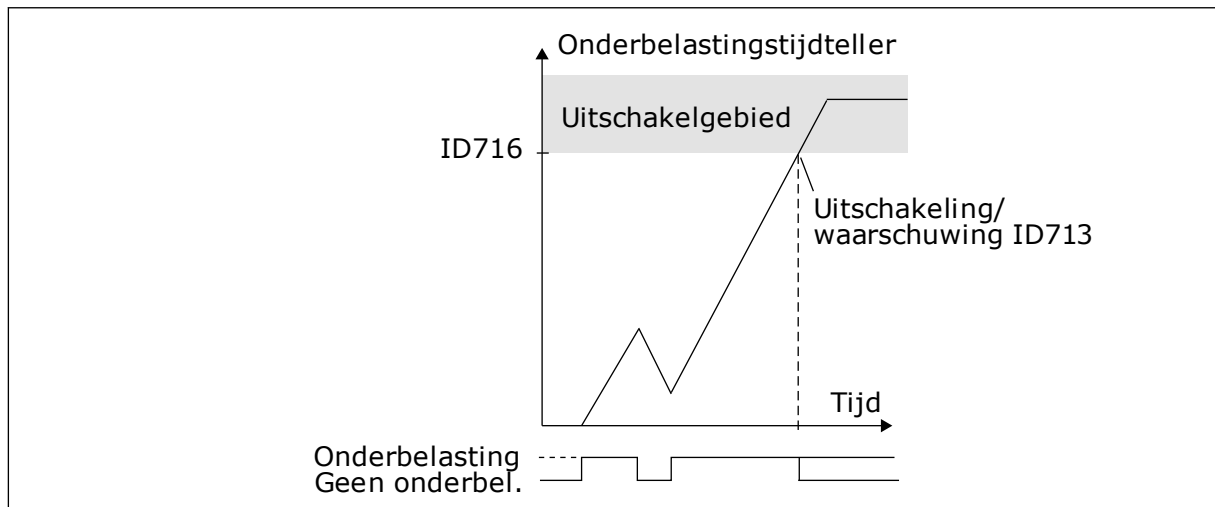 Onderbelastingstijdteller
Uitschakelgebied
ID716
Uitschakeling/
waarschuwing ID713
Tijd
Onderbelasting
Geen onderbel.